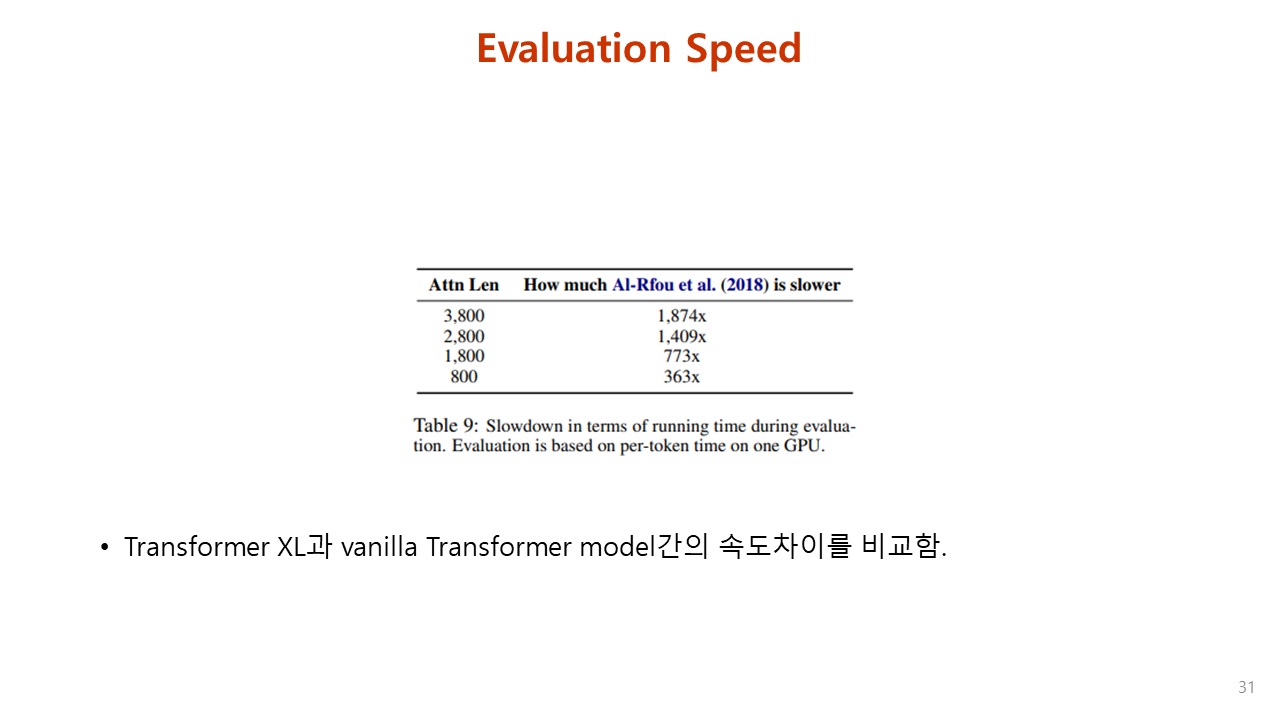 Evaluation Speed
Attn Len How much Al-Rfou et al. (2018) is slower
3,800 1,874x
2,800 1,409x
1,800 773x
800 363x
Table 9: Slowdown in terms of running time during evalua-
tion. Evaluation is based on per-token time on one GPU.
• Transformer XL과 vanilla Transformer model간의 속도차이를 비교함.
31